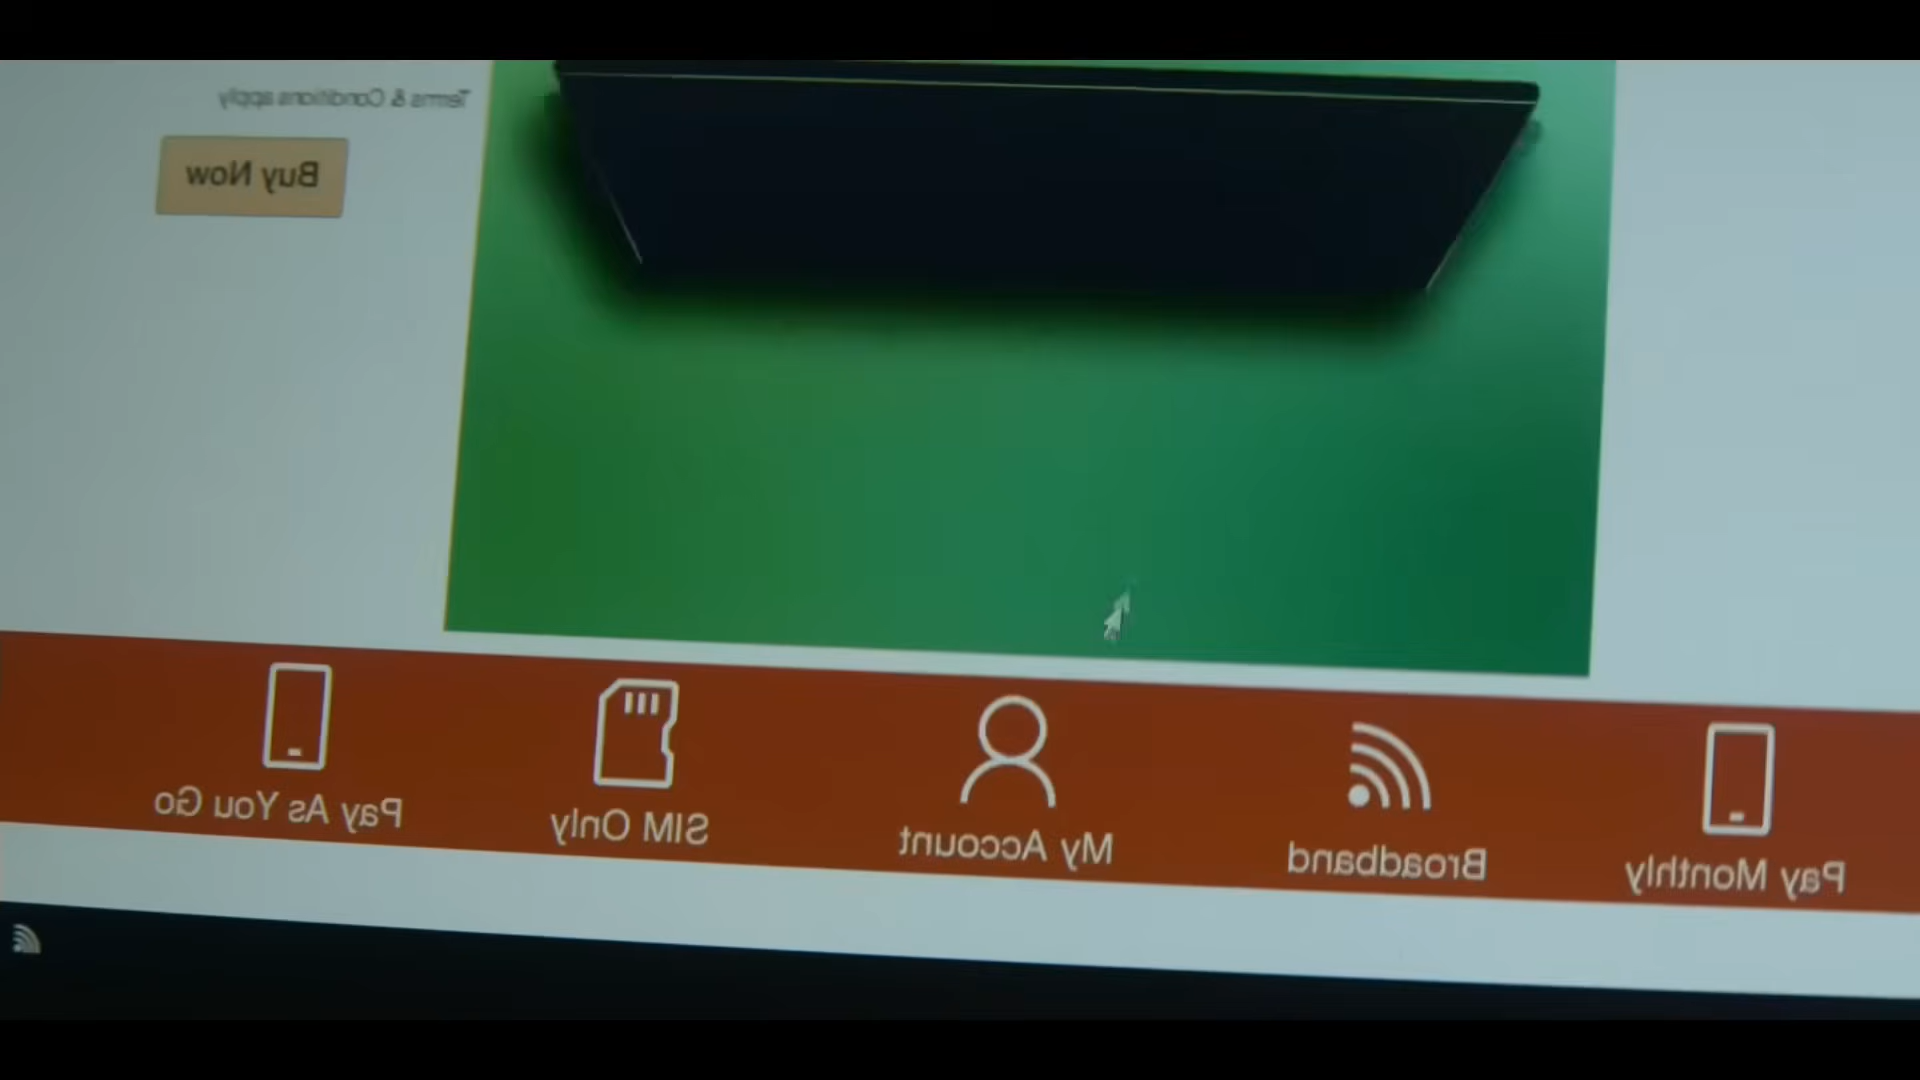 Terms & Conditions apply
Buy Now
Pay Monthly
Broadband
My Account
SIM Only
Pay As You Go